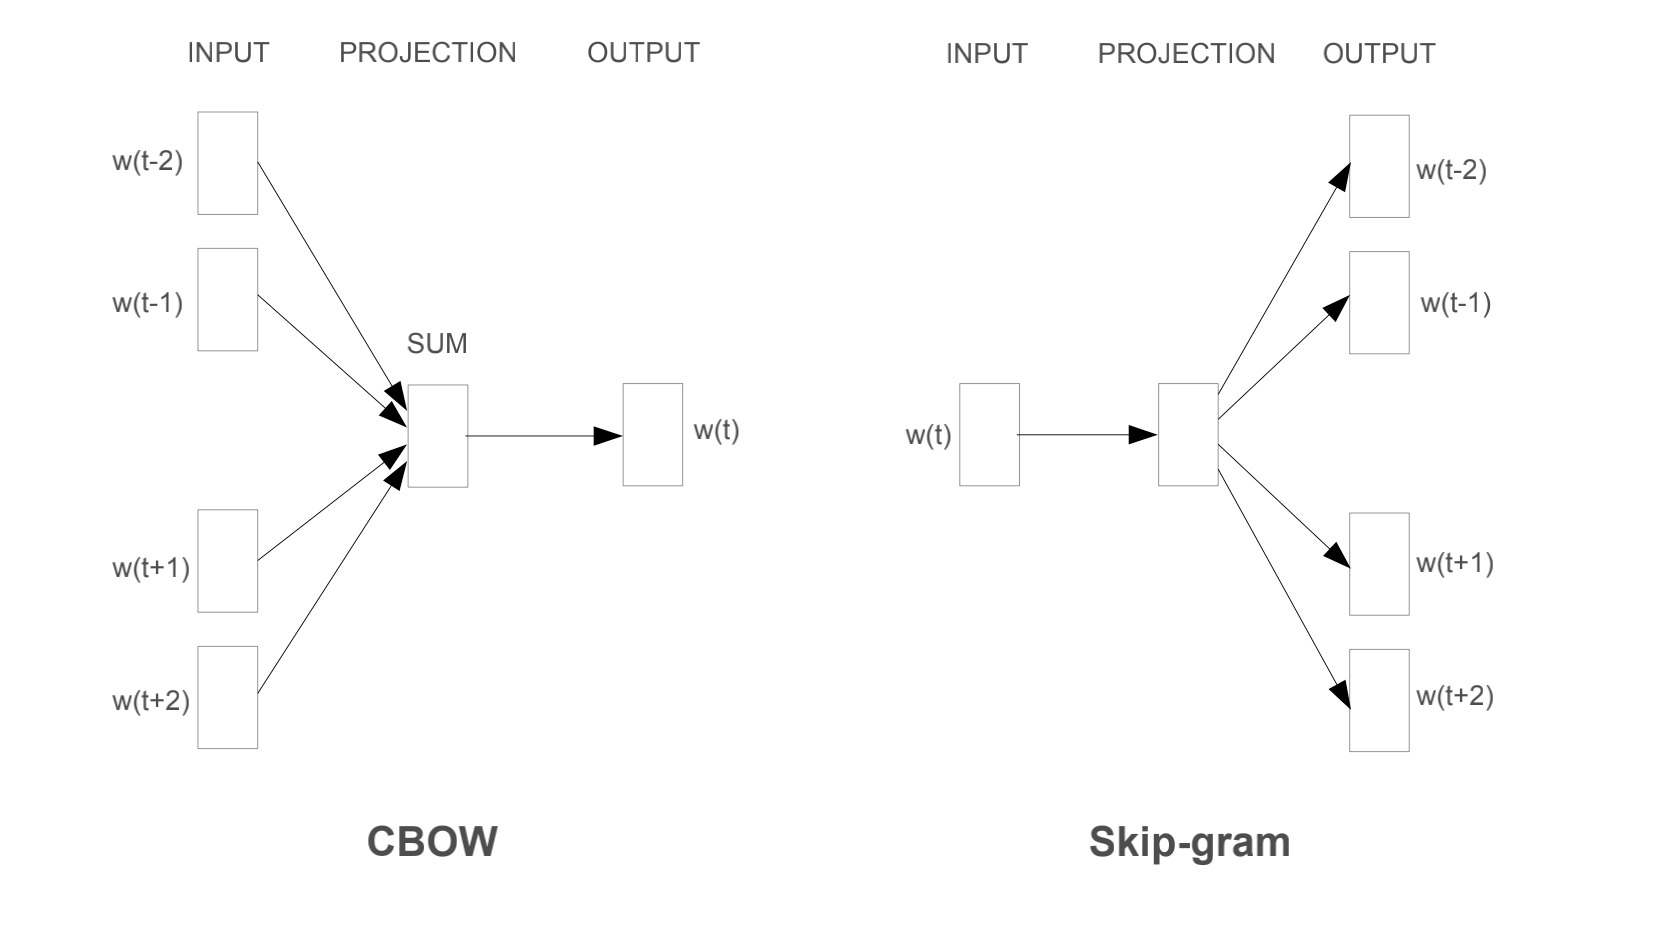 INPUT PROJECTION OUTPUT
w(t-2)
w(t-1)
SUM
w(t)
w(t+1)
w(t+2)
CBOW
INPUT PROJECTION OUTPUT
w(t-2)
w(t-1)
w(t)
w(t+1)
w(t+2)
Skip-gram